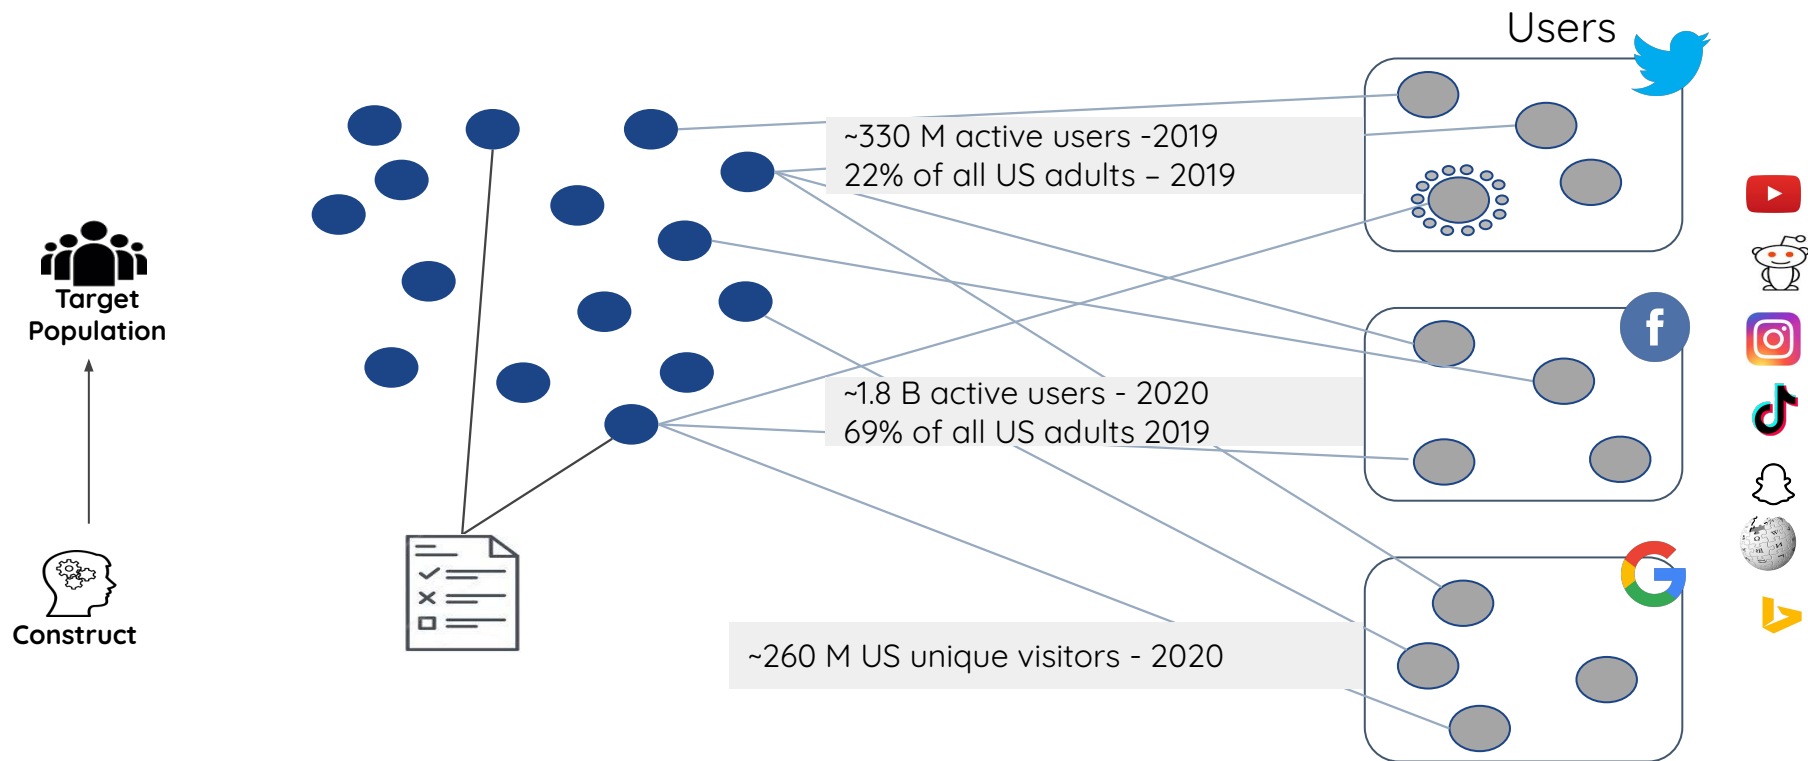 Users
~330 M active users -2019
22% of all US adults – 2019
Target
Population
~1.8 B active users - 2020
69% of all US adults 2019
Construct
~260 M US unique visitors - 2020